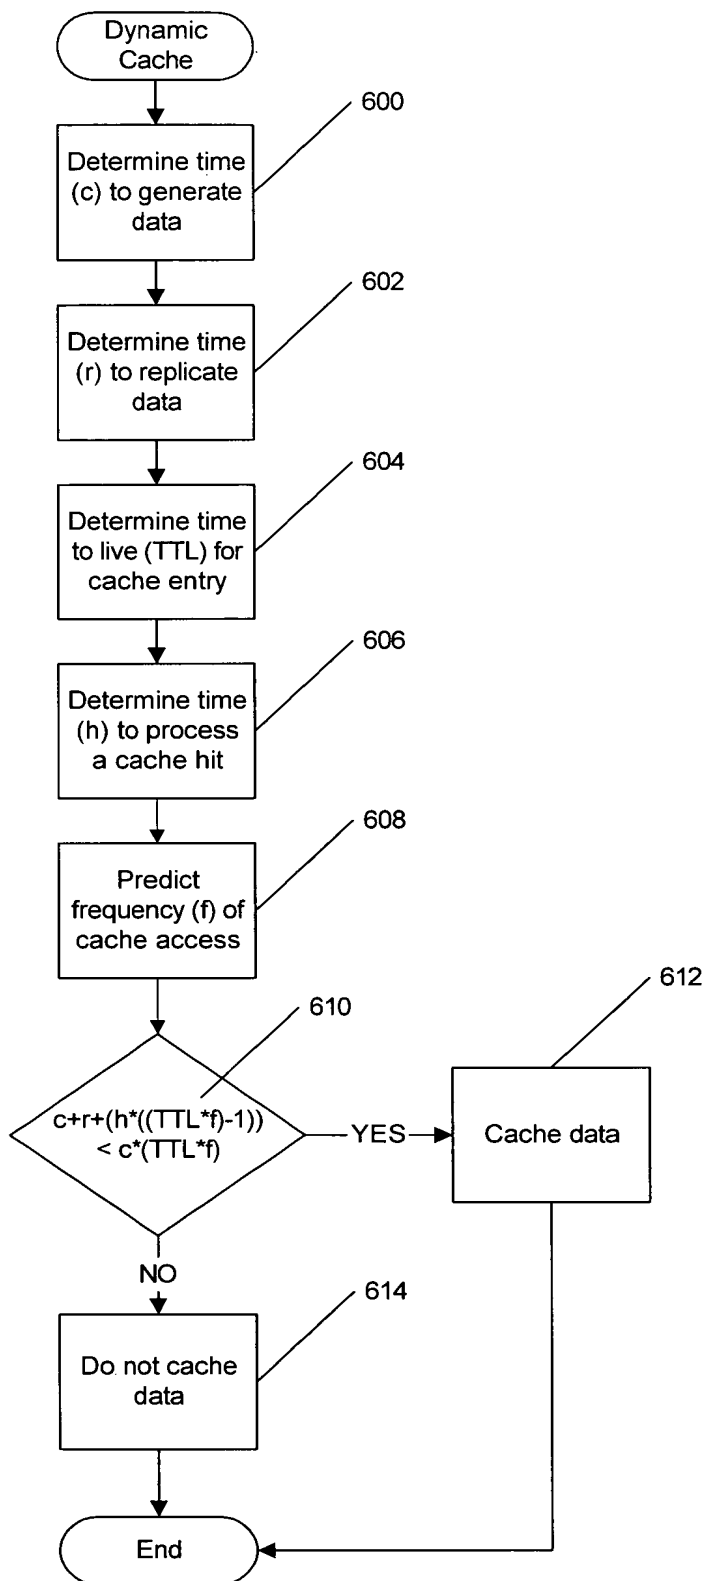 Dynamic
Cache
600
Determine time
(c) to generate
data
602
Determine time
(r) to replicate
data
604
Determine time
to live (TTL) for
cache entry
606
Determine time
(h) to process
a cache hit
608
Predict
frequency (f) of
cache access
610
c+r+(h*((TTL*f)-1))
< c*(TTL*f)
YES
612
Cache data
NO
614
Do not cache
data
End